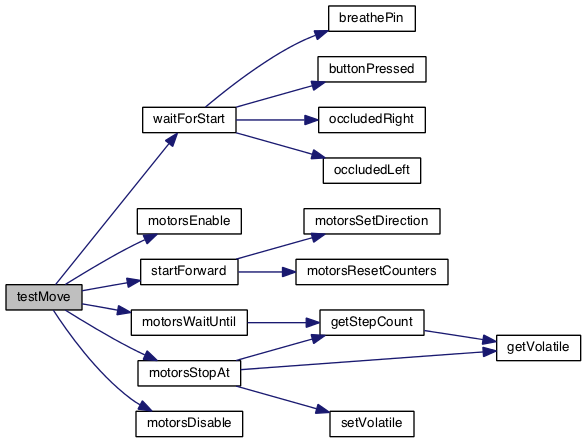 breathePin
buttonPressed
waitForStart
occludedRight
occludedLeft
motorsEnable
motorsSetDirection
startForward
motorsResetCounters
testMove
motorsWaitUntil
getStepCount
getVolatile
motorsStopAt
motorsDisable
setVolatile